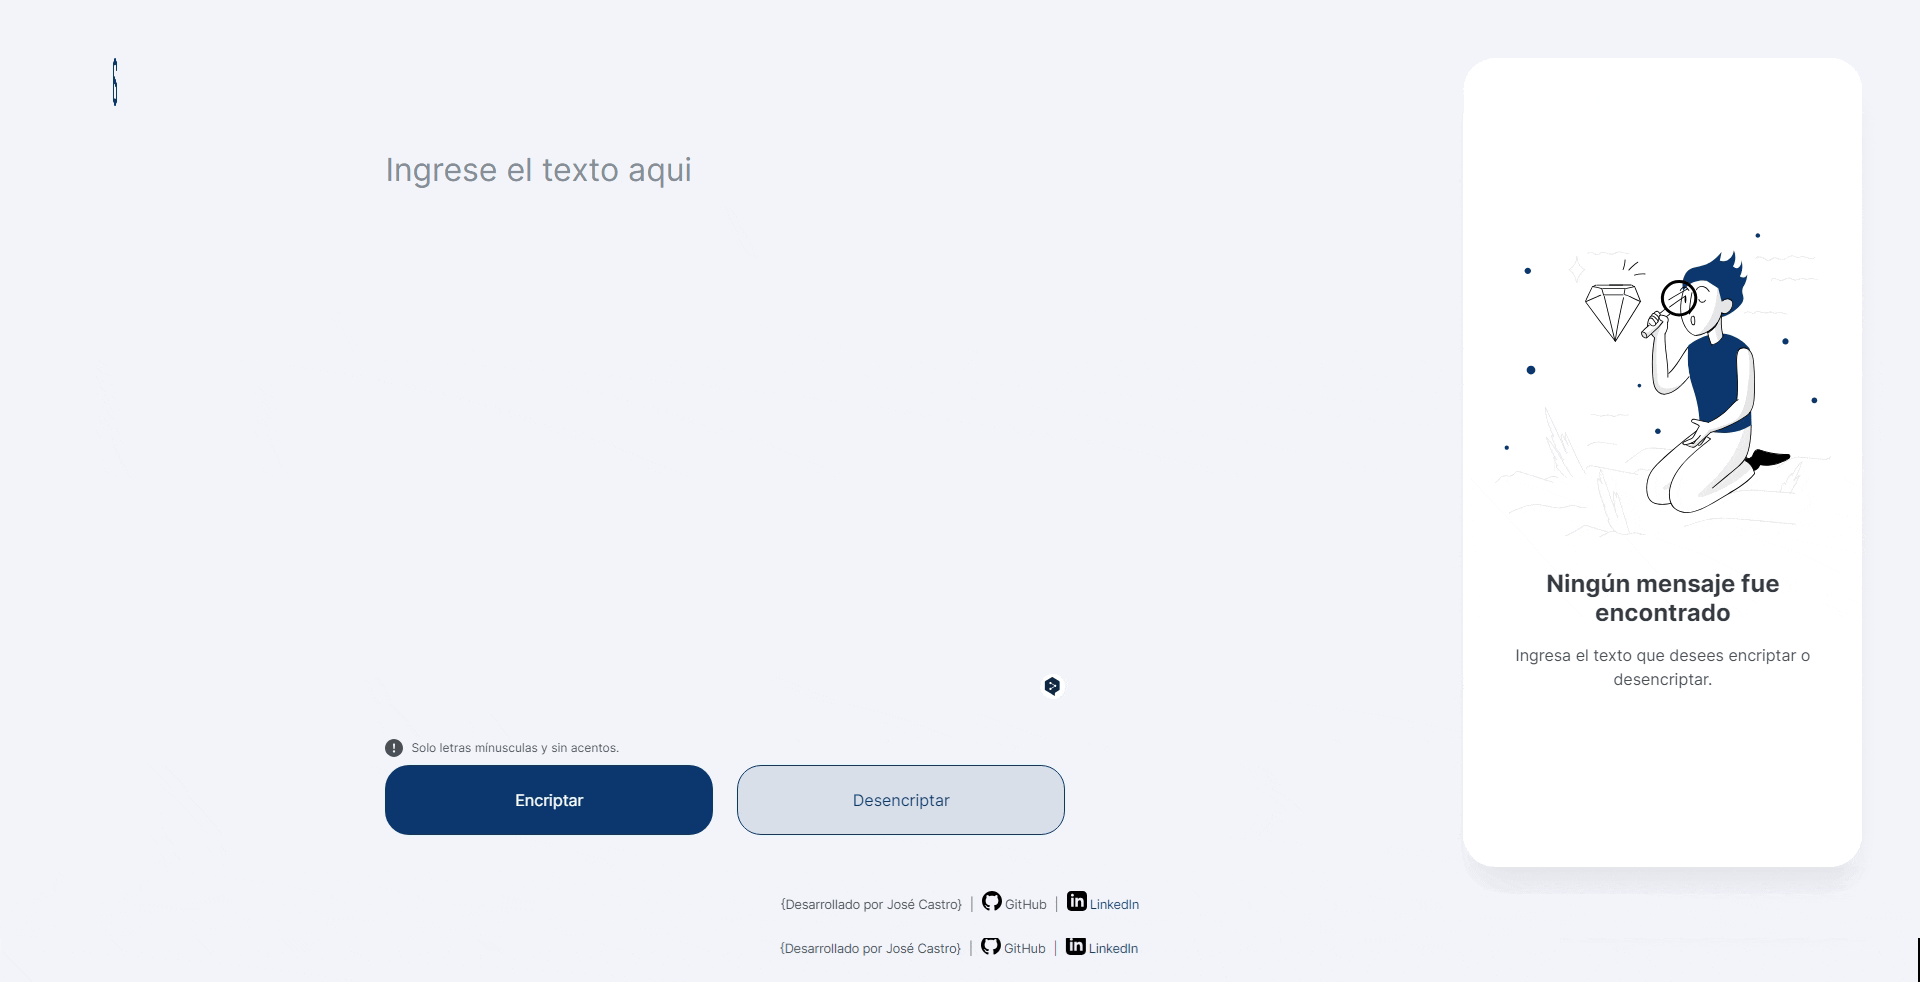 Ingrese el texto aqui
Solo letras mínusculas y sin acentos.
Encriptar
Desencriptar
Ningún mensaje fue
encontrado
Ingresa el texto que desees encriptar o
desencriptar.
{Desarrollado por José Castro} | GitHub | LinkedIn
{Desarrollado por José Castro} | GitHub | LinkedIn